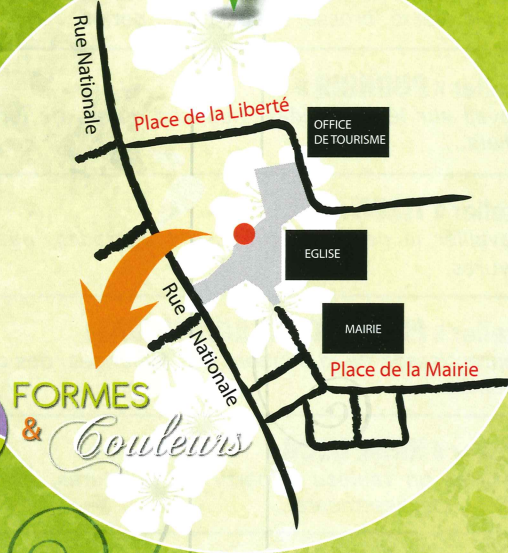 Rue Nationale
Place de la Liberté
OFFICE
DE TOURISME
EGLISE
Rue Nationale
MAIRIE
Place de la Mairie
FORMES
& Couleurs